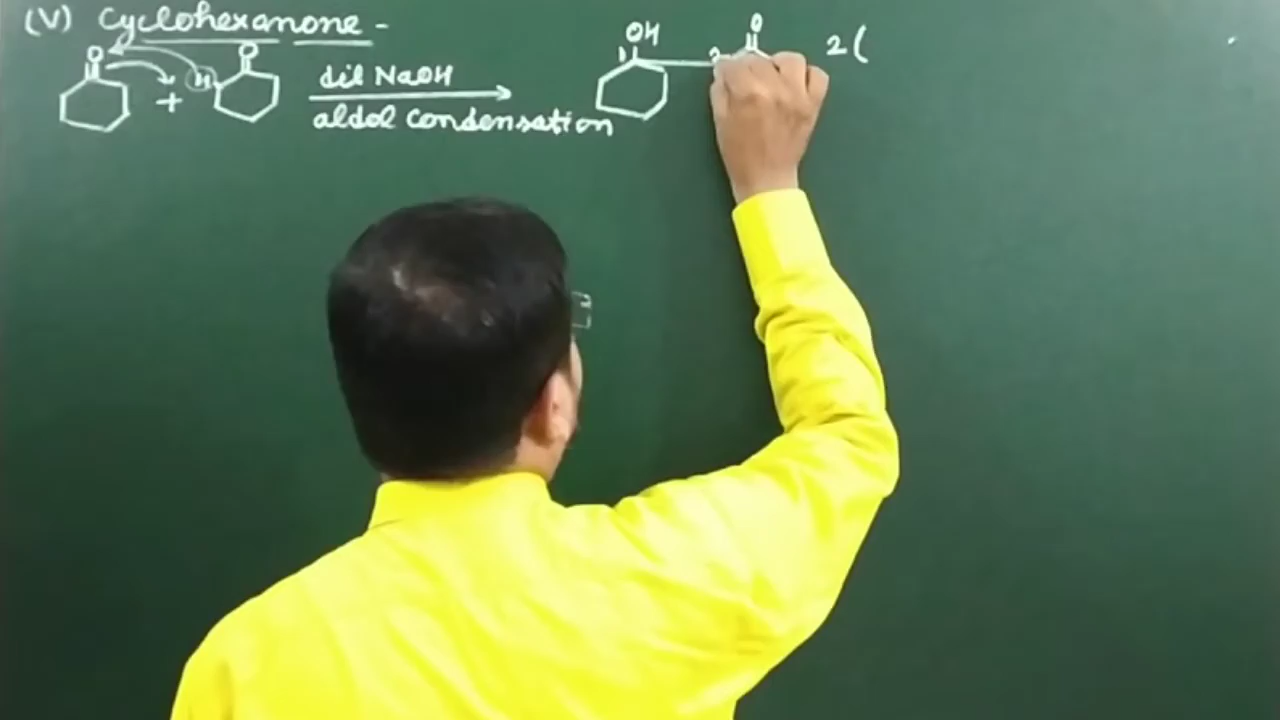 (V) Cyclohexanone -
O O OH O 2 (
1 2
+ H dil NaOH
aldol condensation